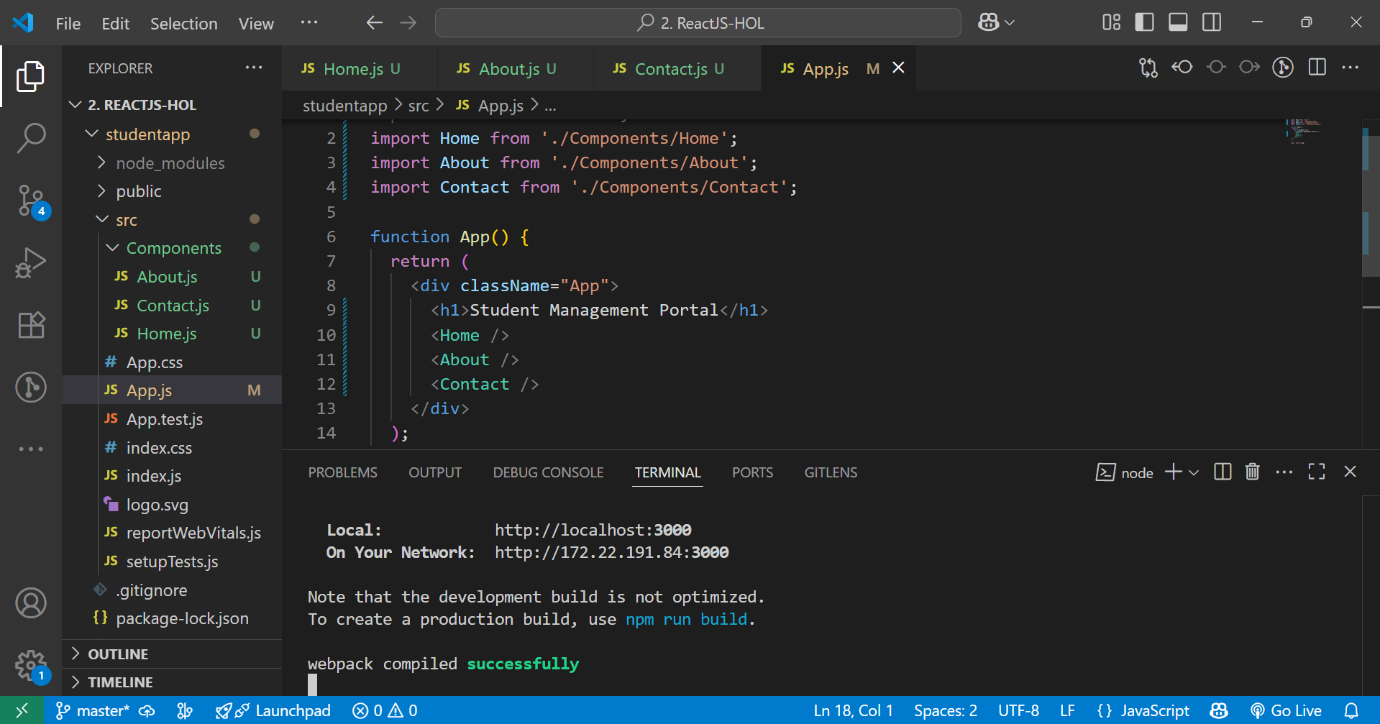 File Edit Selection View ... 2. ReactJS-HOL
EXPLORER ...
2. REACTJS-HOL
studentapp
node_modules
public
src
Components
JS About.js U
JS Contact.js U
JS Home.js U
# App.css
JS App.js M
JS App.test.js
# index.css
JS index.js
logo.svg
JS reportWebVitals.js
JS setupTests.js
.gitignore
{} package-lock.json
OUTLINE
TIMELINE
4
1
JS Home.js U JS About.js U JS Contact.js U JS App.js M
studentapp > src > JS App.js > ...
2 import Home from './Components/Home';
3 import About from './Components/About';
4 import Contact from './Components/Contact';
5
6 function App() {
7 return (
8 <div className="App">
9 <h1>Student Management Portal</h1>
10 <Home />
11 <About />
12 <Contact />
13 </div>
14 );
PROBLEMS OUTPUT DEBUG CONSOLE TERMINAL PORTS GITLENS node
Local: http://localhost:3000
On Your Network: http://172.22.191.84:3000
Note that the development build is not optimized.
To create a production build, use npm run build.
webpack compiled successfully
master* Launchpad 0 0 Ln 18, Col 1 Spaces: 2 UTF-8 LF {} JavaScript Go Live